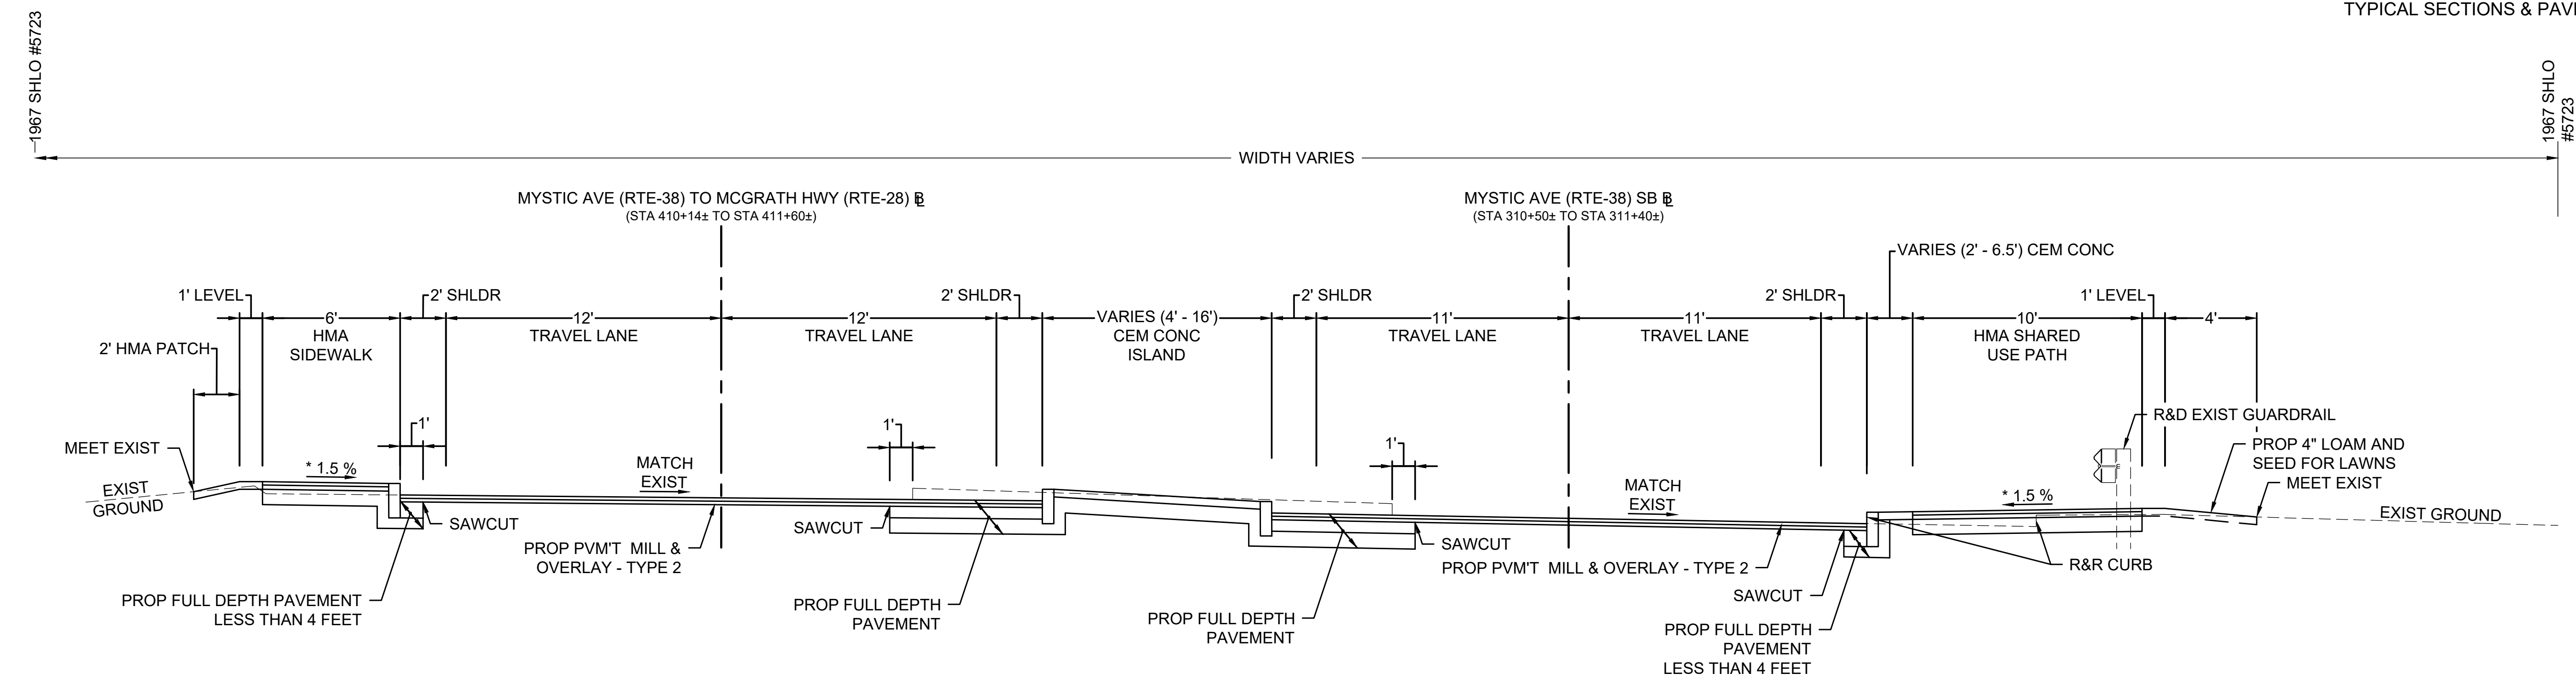 TYPICAL SECTIONS & PAV
1967 SHLO #5723
1967 SHLO
#5723
WIDTH VARIES
MYSTIC AVE (RTE-38) TO MCGRATH HWY (RTE-28) BL
(STA 410+14± TO STA 411+60±)
MYSTIC AVE (RTE-38) SB BL
(STA 310+50± TO STA 311+40±)
VARIES (2' - 6.5') CEM CONC
1' LEVEL
2' SHLDR
2' SHLDR
2' SHLDR
2' SHLDR
1' LEVEL
6'
HMA
SIDEWALK
12'
TRAVEL LANE
12'
TRAVEL LANE
VARIES (4' - 16')
CEM CONC
ISLAND
11'
TRAVEL LANE
11'
TRAVEL LANE
10'
HMA SHARED
USE PATH
4'
2' HMA PATCH
1'
1'
1'
R&D EXIST GUARDRAIL
MEET EXIST
PROP 4" LOAM AND
SEED FOR LAWNS
MEET EXIST
* 1.5 %
MATCH
EXIST
MATCH
EXIST
* 1.5 %
EXIST
GROUND
EXIST GROUND
SAWCUT
SAWCUT
SAWCUT
SAWCUT
PROP PVM'T MILL &
OVERLAY - TYPE 2
PROP PVM'T MILL & OVERLAY - TYPE 2
R&R CURB
PROP FULL DEPTH PAVEMENT
LESS THAN 4 FEET
PROP FULL DEPTH
PAVEMENT
PROP FULL DEPTH
PAVEMENT
PROP FULL DEPTH
PAVEMENT
LESS THAN 4 FEET